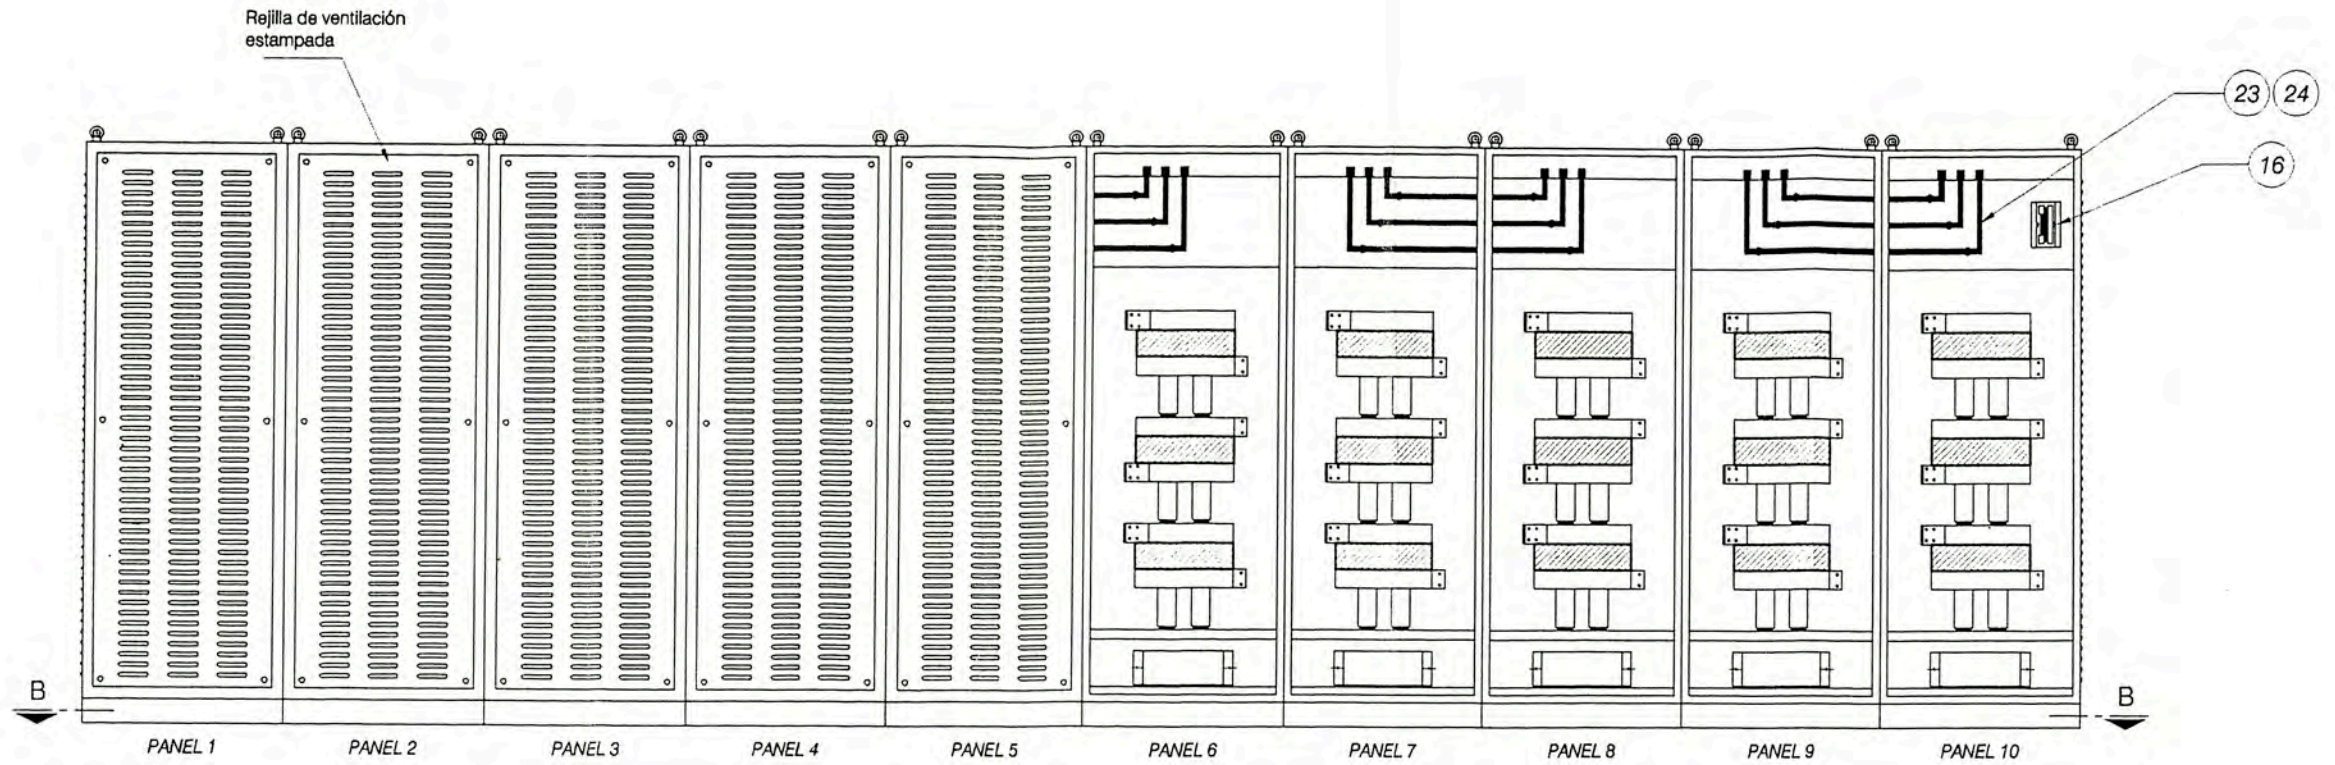 Rejilla de ventilación
estampada
23 24
16
B B
PANEL 1 PANEL 2 PANEL 3 PANEL 4 PANEL 5 PANEL 6 PANEL 7 PANEL 8 PANEL 9 PANEL 10